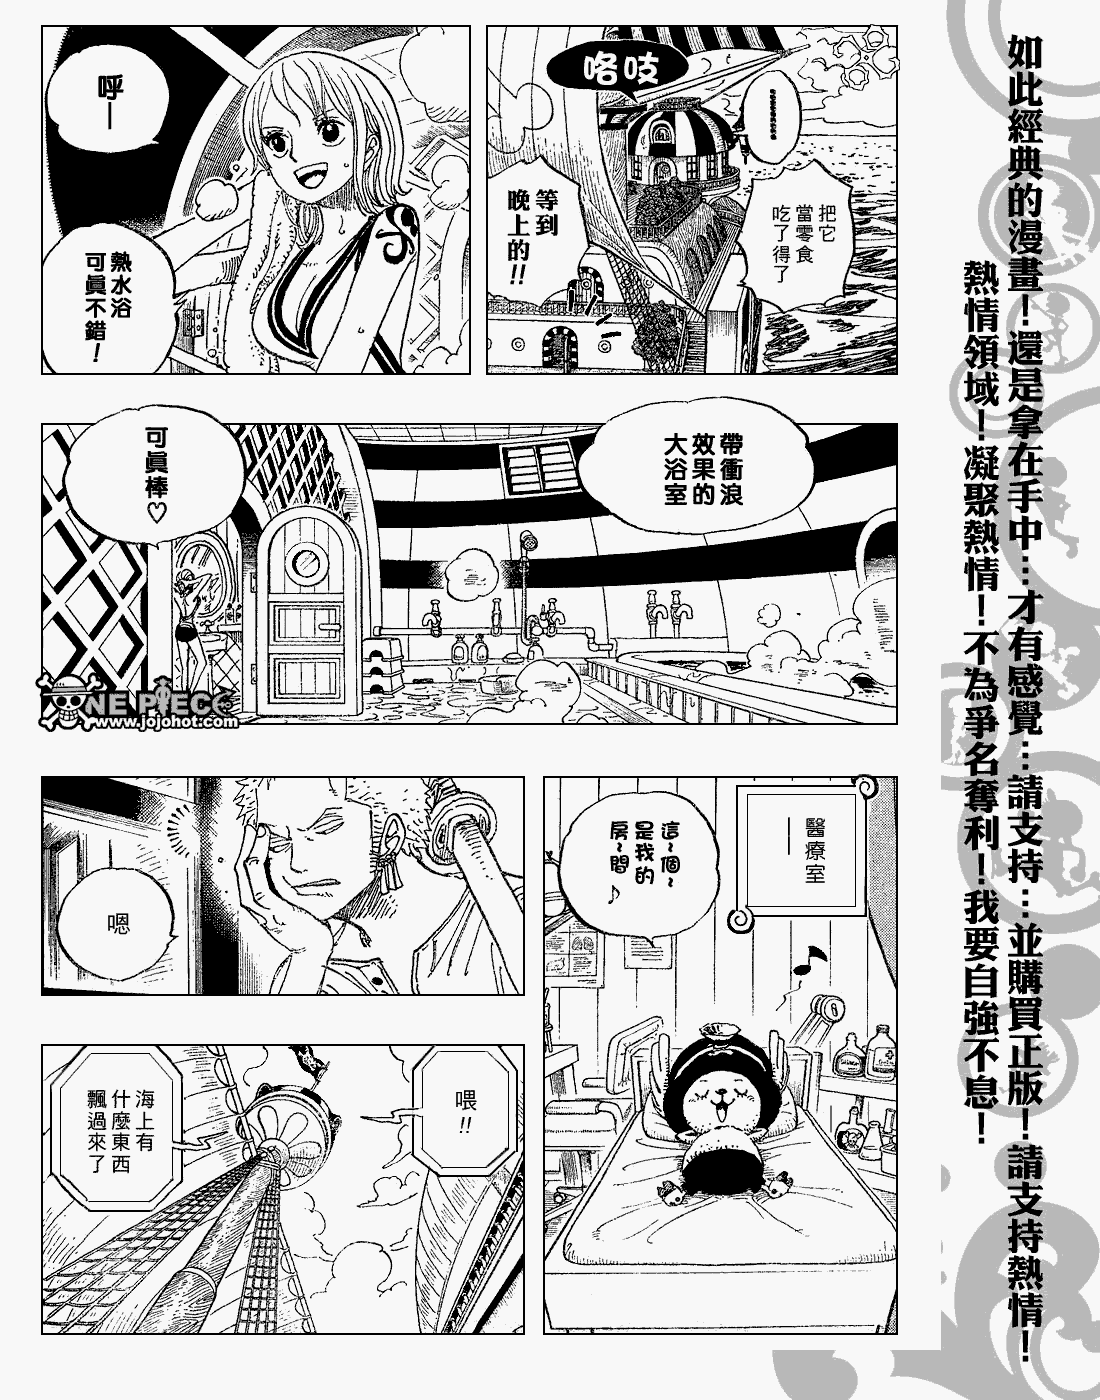 咯吱
……
把它
當零食
吃了得了
等到
晚上的!!
呼—
熱水浴
可眞不錯！
帶衝浪
效果的
大浴室
可眞棒♡
ONE PIECE
www.jojohot.com
醫療室
—
這~個~
是我的
房~間♪
嗯
喂!!
海上有
什麼東西
飄過來了
如此經典的漫畫！還是拿在手中…才有感覺…請支持…並購買正版！請支持熱情！
熱情領域！凝聚熱情！不為爭名奪利！我要自強不息！